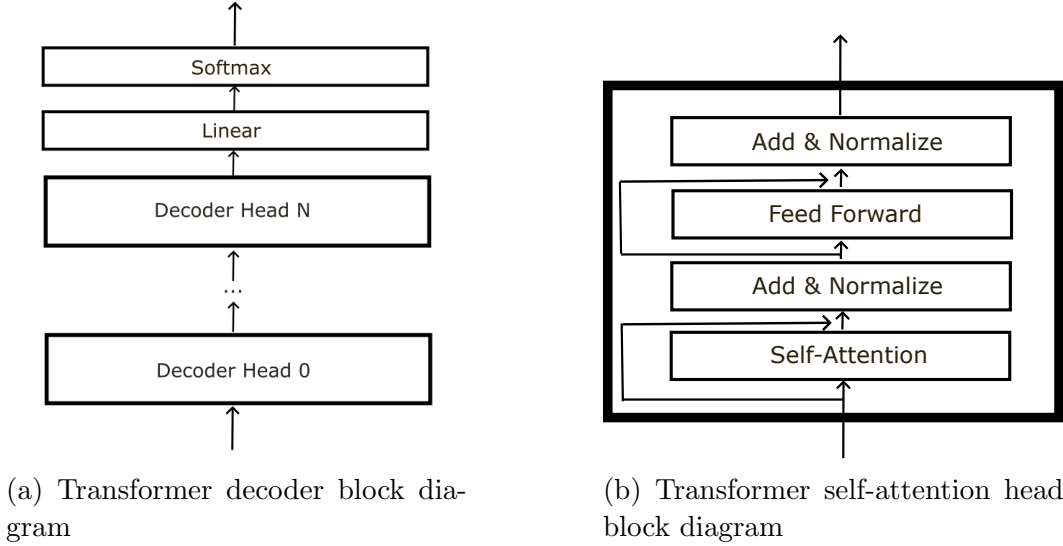 Softmax
Linear
Decoder Head N
...
Decoder Head 0
(a) Transformer decoder block dia-
gram
Add & Normalize
Feed Forward
Add & Normalize
Self-Attention
(b) Transformer self-attention head
block diagram